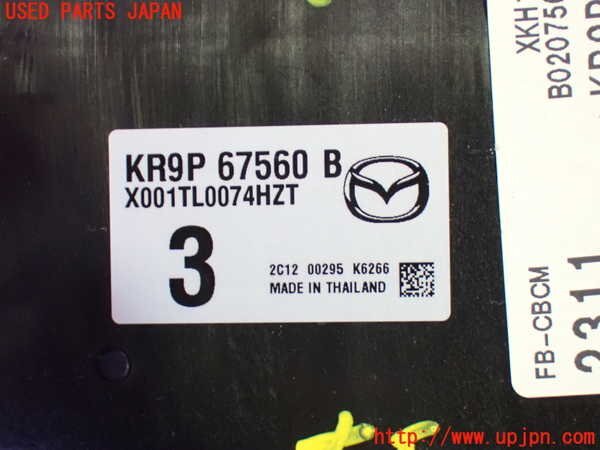 USED PARTS JAPAN
KR9P 67560 B
X001TL0074HZT
3
2C12 00295 K6266
MADE IN THAILAND
FB-CBCM
http://www.upjpn.com